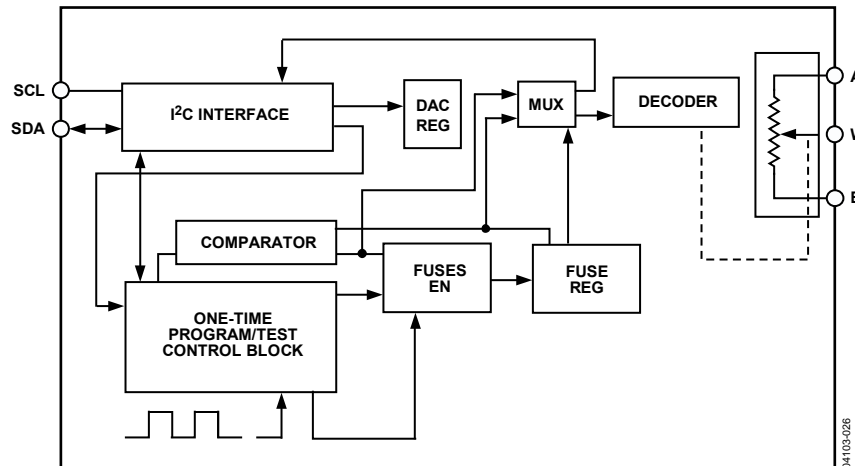 SCL
SDA
I²C INTERFACE
DAC
REG
MUX
DECODER
A
W
B
COMPARATOR
FUSES
EN
FUSE
REG
ONE-TIME
PROGRAM/TEST
CONTROL BLOCK
04103-026